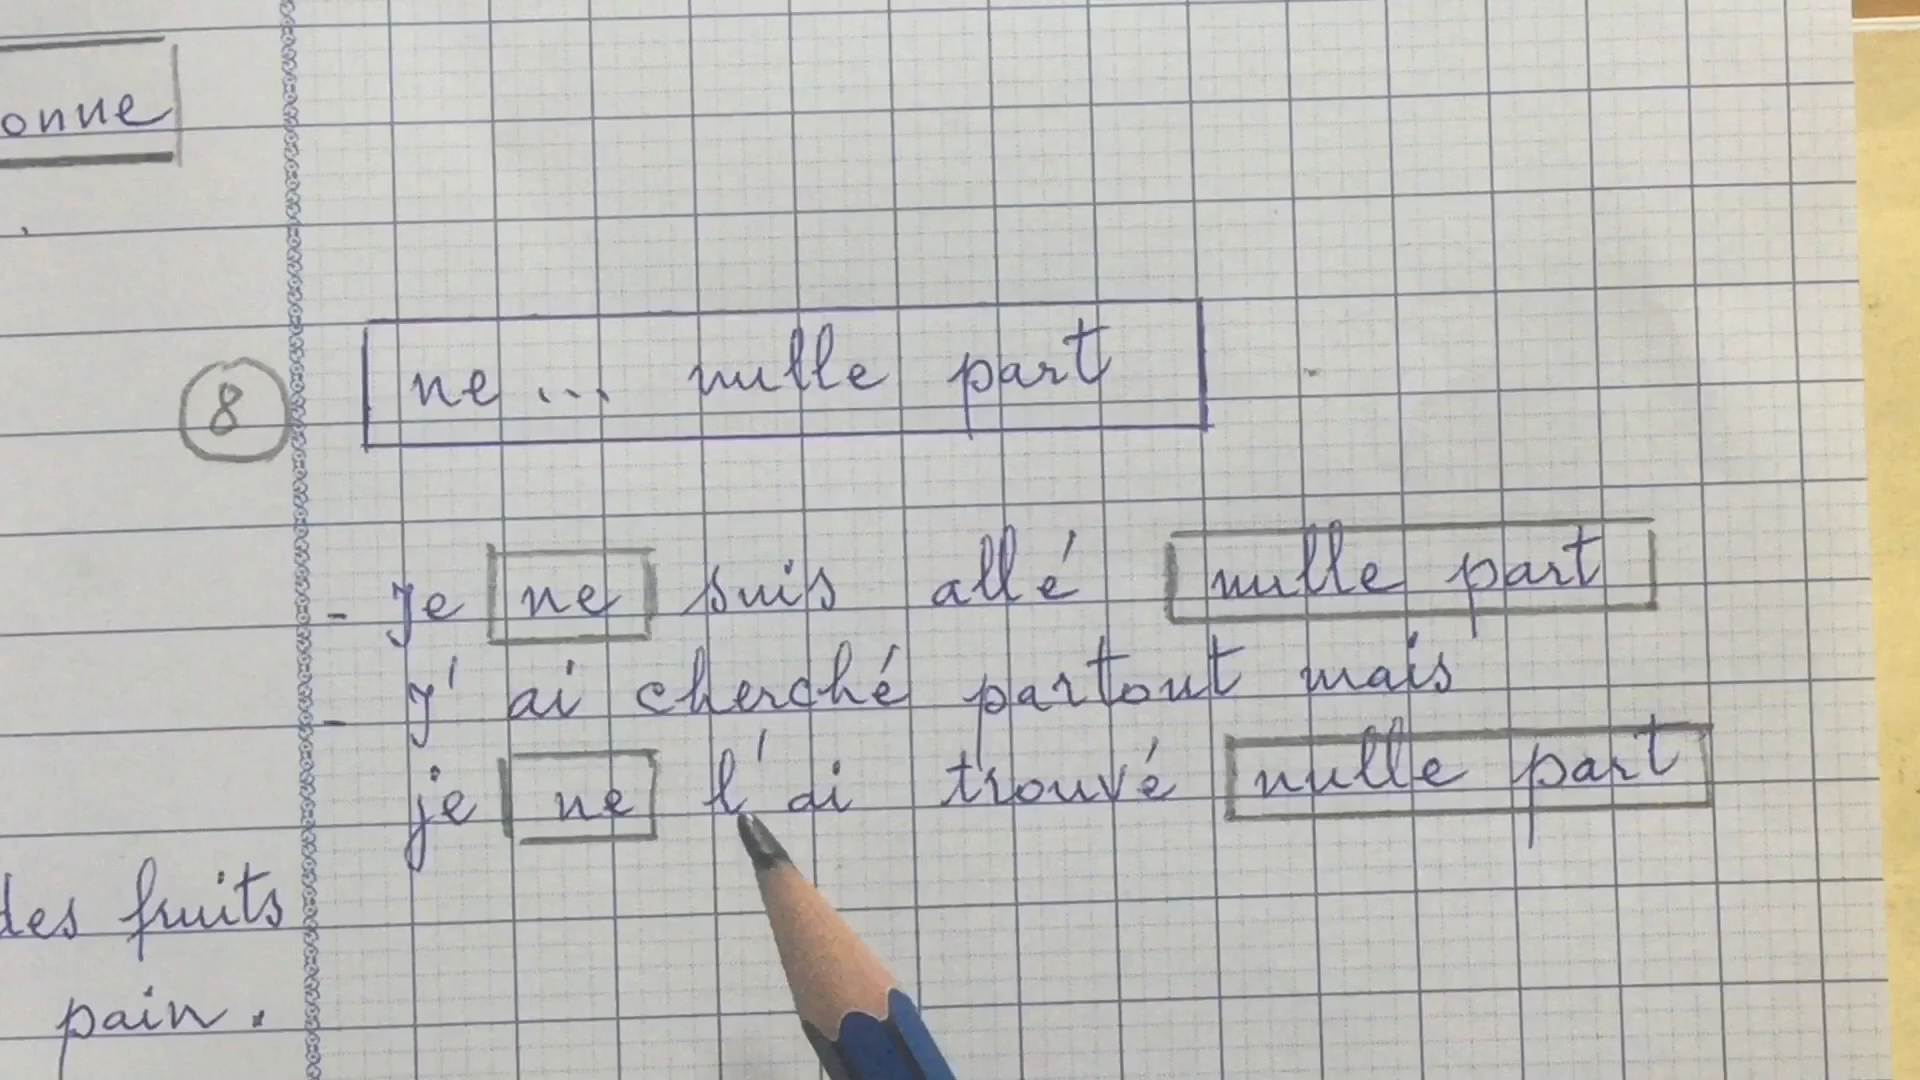 onne
8
ne... nulle part
- Je ne suis allé nulle part
- J'ai cherché partout mais
je ne l'ai trouvé nulle part
des fruits
pain.